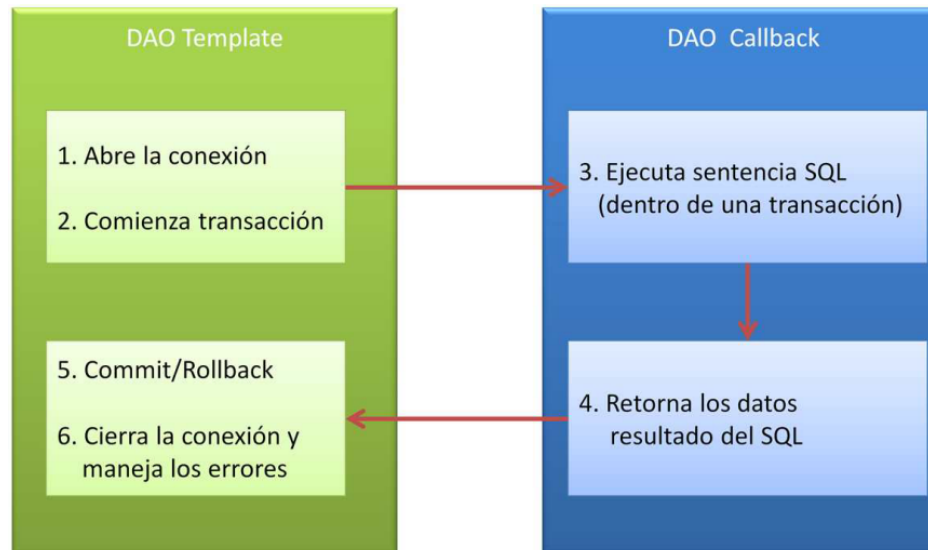 DAO Template
1. Abre la conexión
2. Comienza transacción
5. Commit/Rollback
6. Cierra la conexión y
maneja los errores
DAO Callback
3. Ejecuta sentencia SQL
(dentro de una transacción)
4. Retorna los datos
resultado del SQL